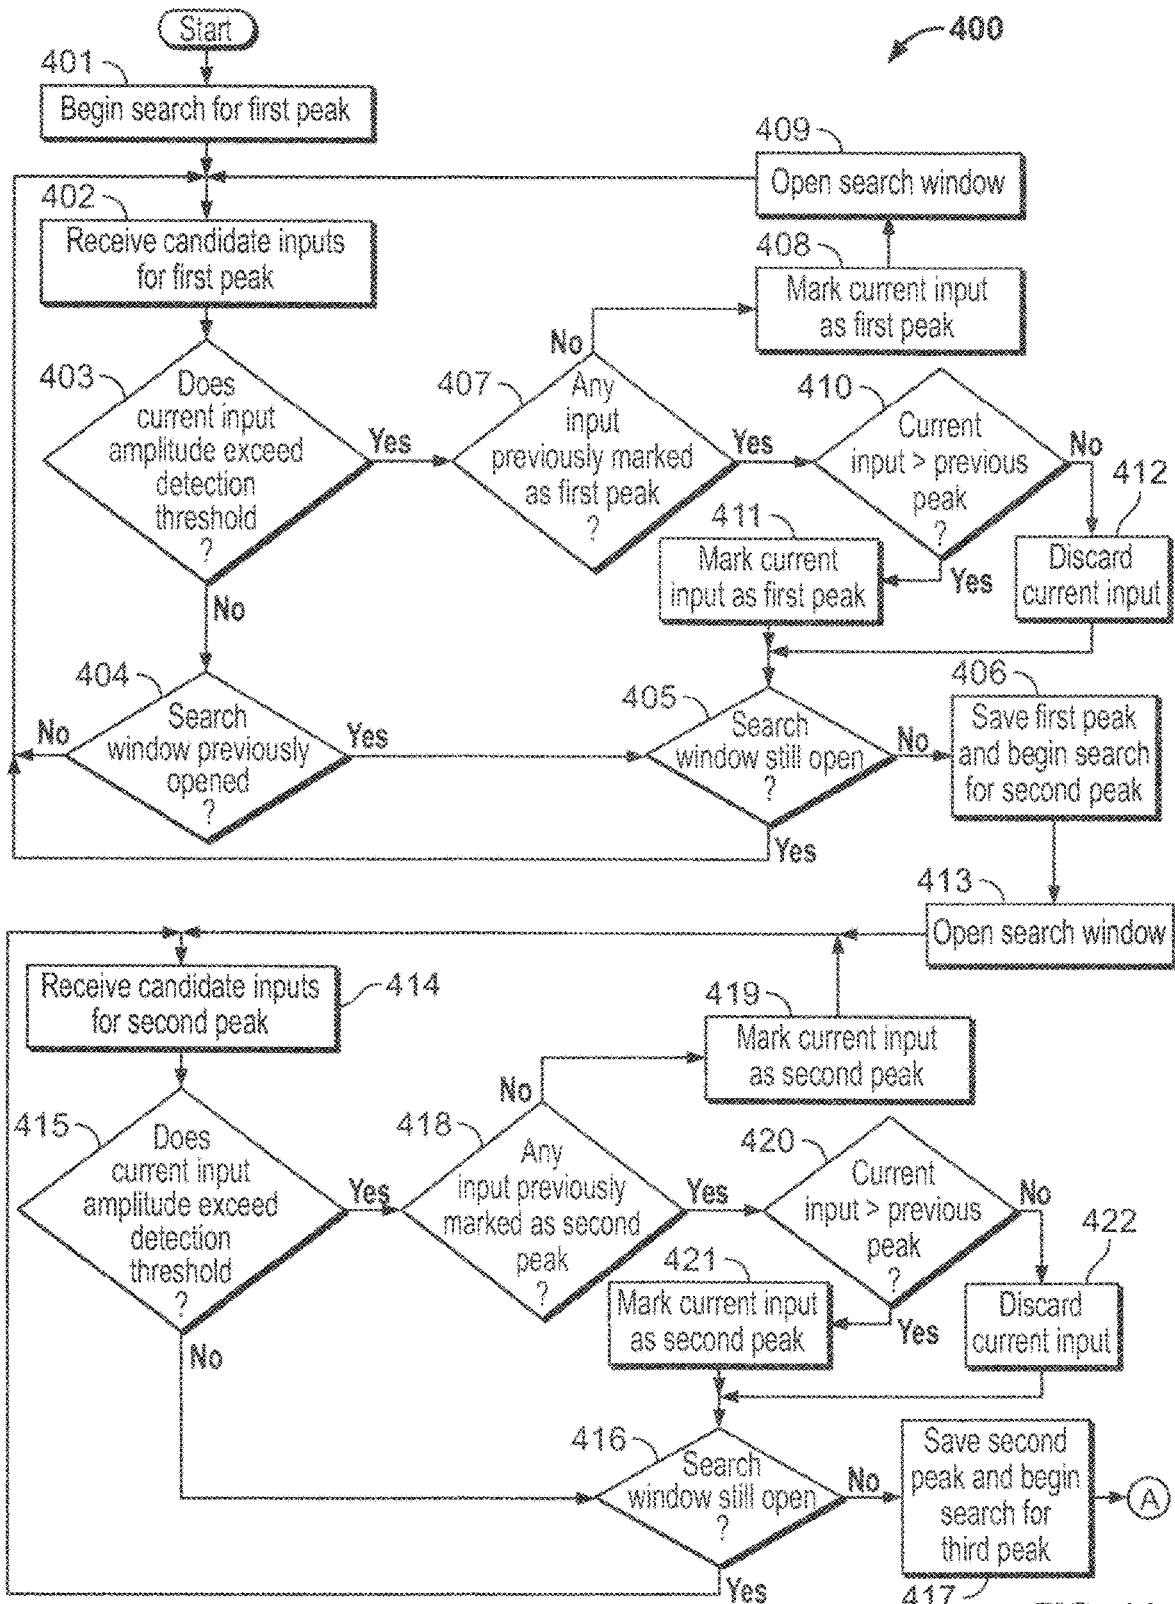 Start
400
401
Begin search for first peak
409
Open search window
402
Receive candidate inputs
for first peak
408
Mark current input
as first peak
403
Does
current input
amplitude exceed
detection
threshold
?
Yes
No
407
Any
input
previously marked
as first peak
?
No
Yes
410
Current
input > previous
peak
?
No
Yes
411
Mark current
input as first peak
412
Discard
current input
404
Search
window previously
opened
?
No
Yes
405
Search
window still open
?
No
Yes
406
Save first peak
and begin search
for second peak
413
Open search window
Receive candidate inputs
for second peak
414
419
Mark current input
as second peak
415
Does
current input
amplitude exceed
detection
threshold
?
Yes
No
418
Any
input previously
marked as second
peak
?
No
Yes
420
Current
input > previous
peak
?
No
Yes
421
Mark current input
as second peak
422
Discard
current input
416
Search
window still open
?
No
Yes
Save second
peak and begin
search for
third peak
417
A